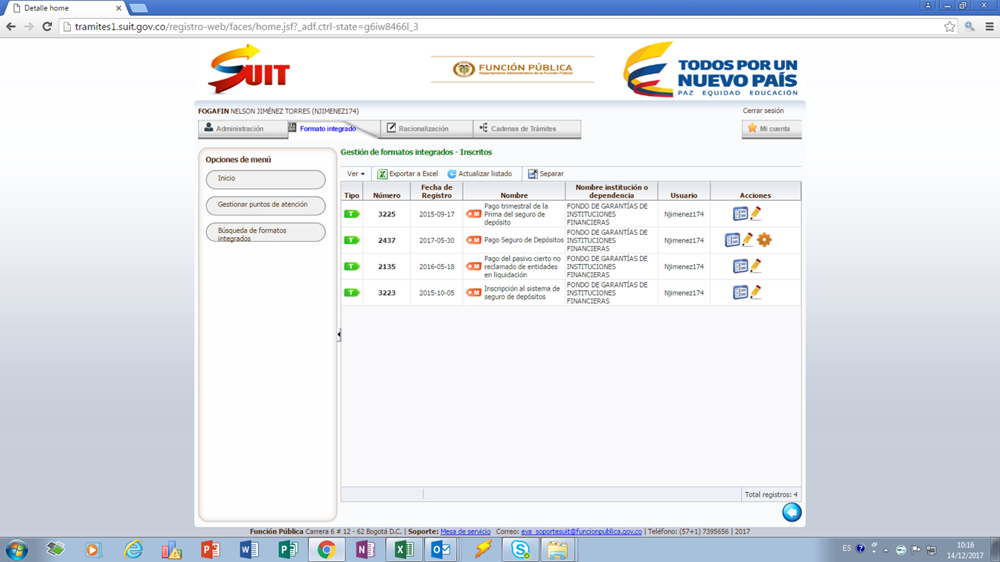 Detalle home
tramites1.suit.gov.co/registro-web/faces/home.jsf?_adf.ctrl-state=g6iw8466l_3
SUIT
FUNCIÓN PÚBLICA
Departamento Administrativo de la Función Pública
TODOS POR UN
NUEVO PAÍS
PAZ EQUIDAD EDUCACIÓN
FOGAFIN NELSON JIMÉNEZ TORRES (NJIMENEZ174)
Cerrar sesión
Administración
Formato integrado
Racionalización
Cadenas de Trámites
Mi cuenta
Opciones de menú
Inicio
Gestionar puntos de atención
Búsqueda de formatos
integrados
Gestión de formatos integrados - Inscritos
Ver
Exportar a Excel
Actualizar listado
Separar
Tipo
Número
Fecha de
Registro
Nombre
Nombre institución o
dependencia
Usuario
Acciones
T
3225
2015-09-17
M
Pago trimestral de la
Prima del seguro de
depósito
FONDO DE GARANTÍAS DE
INSTITUCIONES
FINANCIERAS
Njimenez174
T
2437
2017-05-30
M
Pago Seguro de Depósitos
FONDO DE GARANTÍAS DE
INSTITUCIONES
FINANCIERAS
Njimenez174
T
2135
2016-05-18
M
Pago del pasivo cierto no
reclamado de entidades
en liquidación
FONDO DE GARANTÍAS DE
INSTITUCIONES
FINANCIERAS
Njimenez174
T
3223
2015-10-05
M
Inscripción al sistema de
seguro de depósitos
FONDO DE GARANTÍAS DE
INSTITUCIONES
FINANCIERAS
Njimenez174
Total registros: 4
Función Pública Carrera 6 # 12 - 62 Bogotá D.C. | Soporte: Mesa de servicio Correo: eva_soportesuit@funcionpublica.gov.co | Teléfono: (57+1) 7395656 | 2017
ES
10:16
14/12/2017